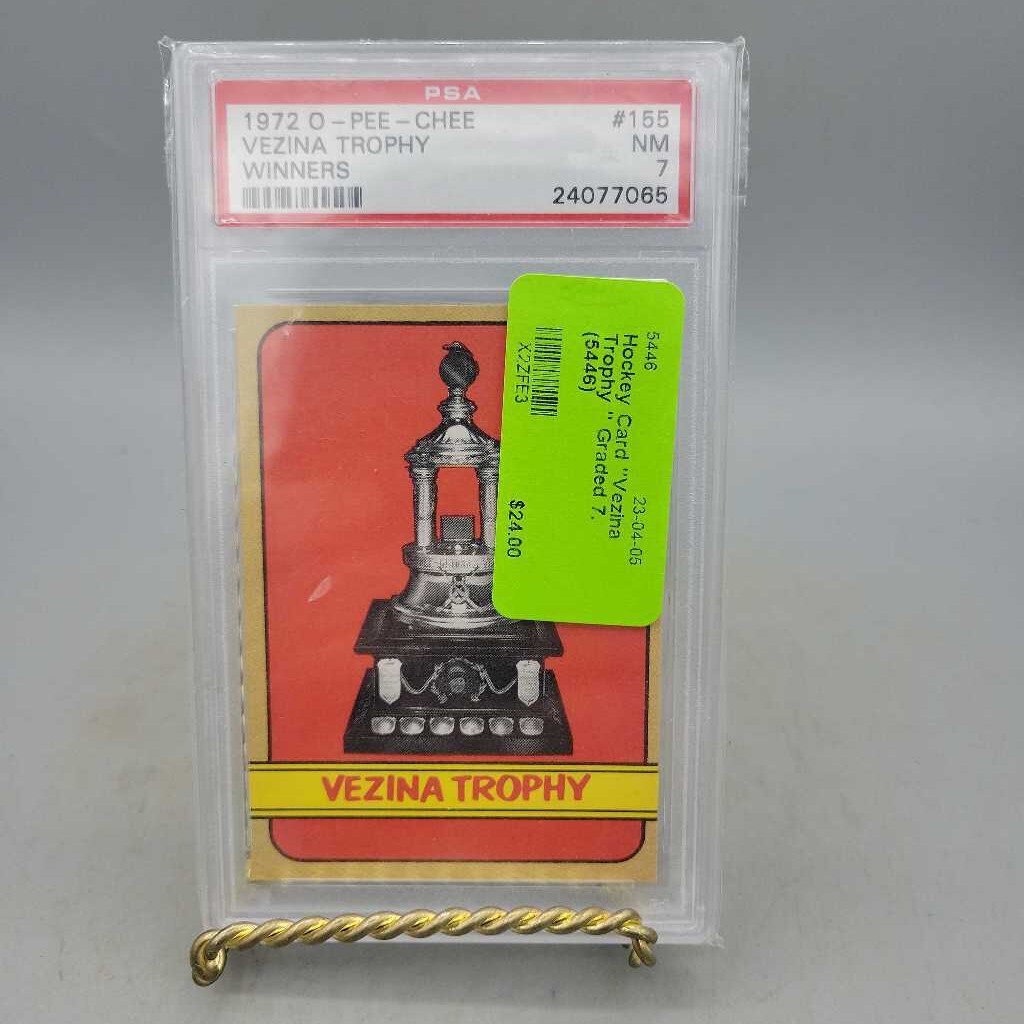 PSA
1972 O-PEE-CHEE #155
VEZINA TROPHY NM
WINNERS 7
24077065
5446 23-04-05
Hockey Card "Vezina
Trophy " Graded 7.
(5446)
X2ZFE3 $24.00
VEZINA TROPHY